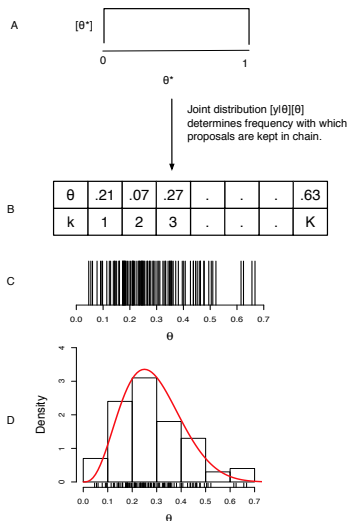 A
[θ*]
0 1
θ*
Joint distribution [y|θ][θ]
determines frequency with which
proposals are kept in chain.
B
θ .21 .07 .27 . . . .63
k 1 2 3 . . . K
C
0.0 0.1 0.2 0.3 0.4 0.5 0.6 0.7
θ
D
Density
4
3
2
1
0
0.0 0.1 0.2 0.3 0.4 0.5 0.6 0.7
θ